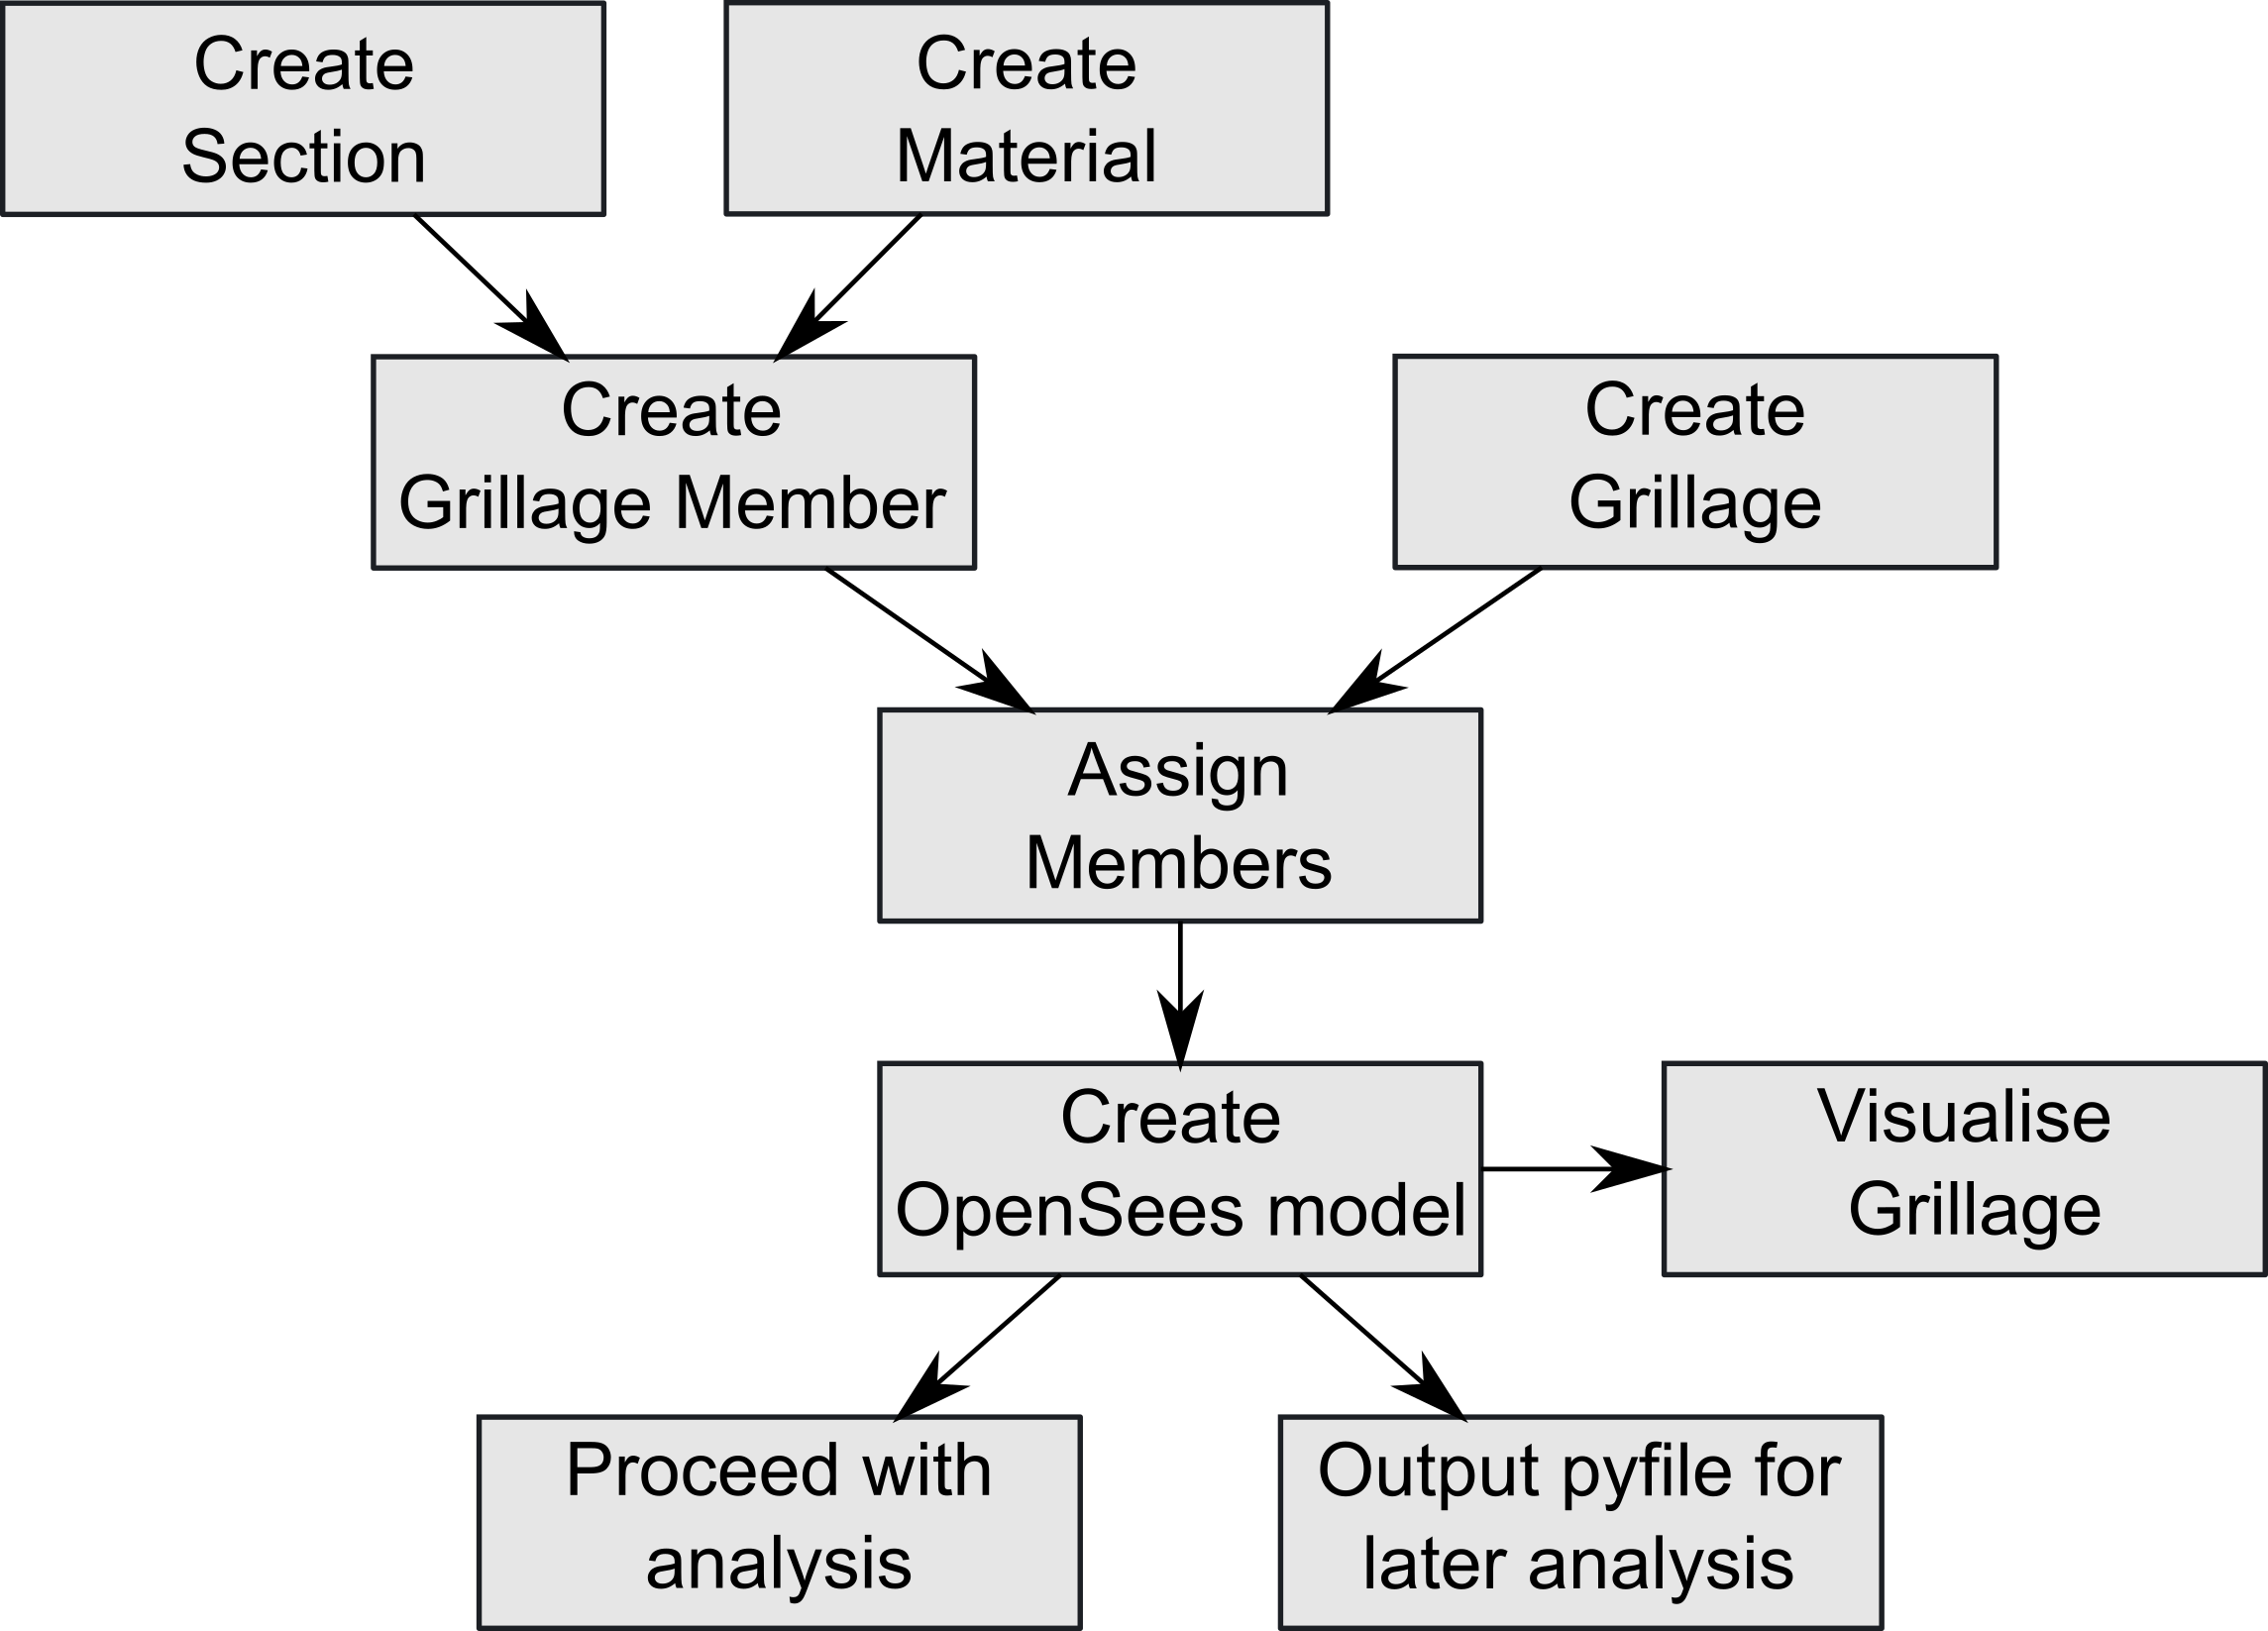 Create
Section
Create
Material
Create
Grillage Member
Create
Grillage
Assign
Members
Create
OpenSees model
Visualise
Grillage
Proceed with
analysis
Output pyfile for
later analysis